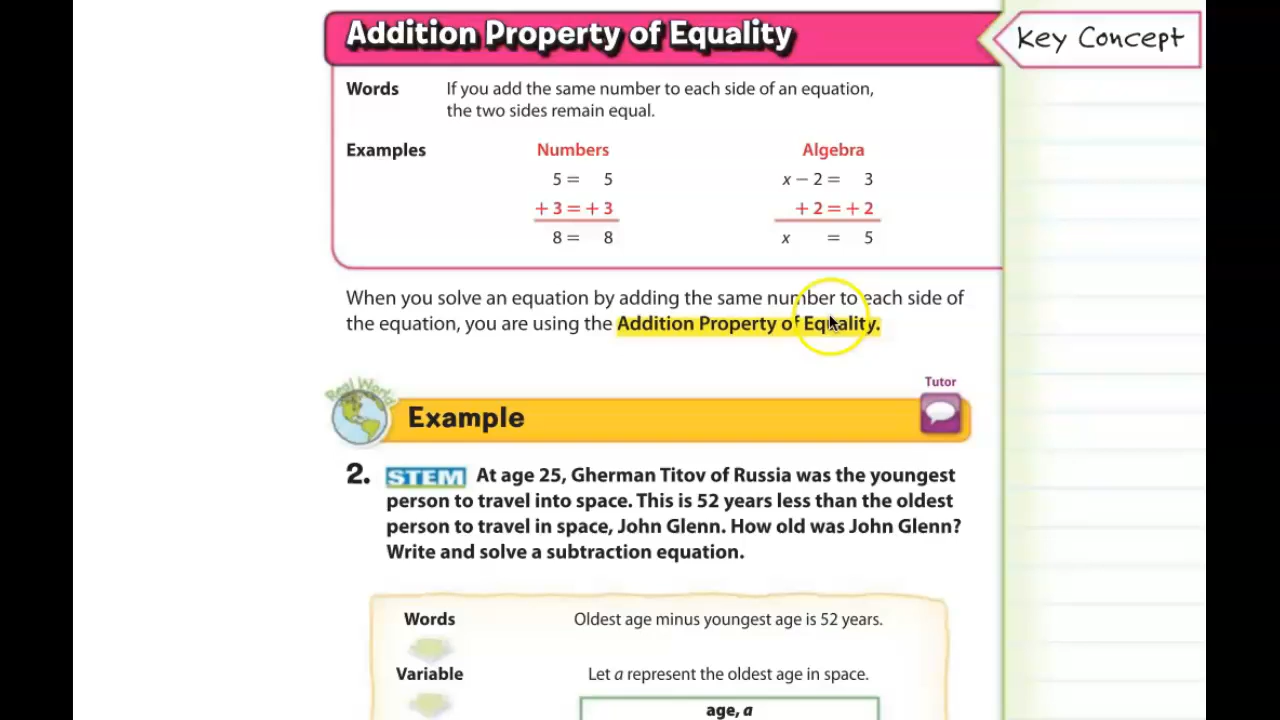 Addition Property of Equality
Key Concept
Words If you add the same number to each side of an equation,
the two sides remain equal.
Examples Numbers Algebra
5 = 5 x − 2 = 3
+ 3 = + 3 + 2 = + 2
8 = 8 x = 5
When you solve an equation by adding the same number to each side of
the equation, you are using the Addition Property of Equality.
Real World
Tutor
Example
2. STEM At age 25, Gherman Titov of Russia was the youngest
person to travel into space. This is 52 years less than the oldest
person to travel in space, John Glenn. How old was John Glenn?
Write and solve a subtraction equation.
Words Oldest age minus youngest age is 52 years.
Variable Let a represent the oldest age in space.
age, a